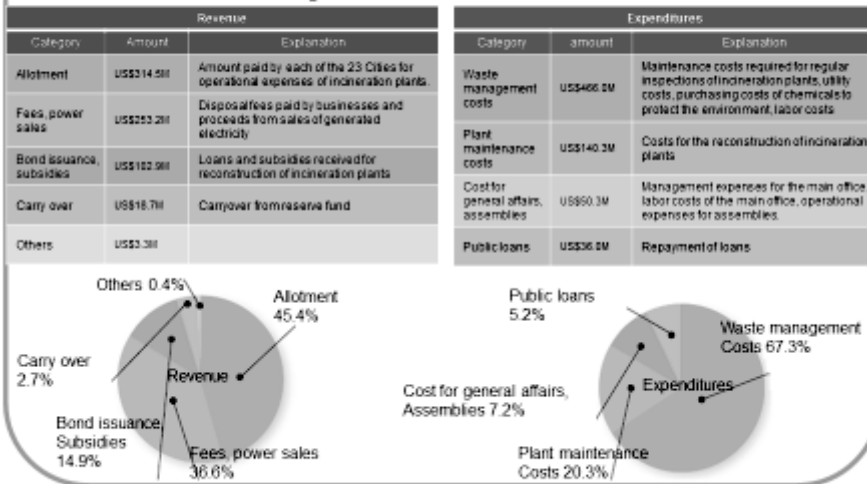 Revenue
Category Amount Explanation
Allotment US$314.5M Amount paid by each of the 23 Cities for
operational expenses of incineration plants.
Fees, power
sales
US$253.2M
Disposal fees paid by businesses and
proceeds from sales of generated
electricity
Bond issuance,
subsidies
US$102.9M
Loans and subsidies received for
reconstruction of incineration plants
Carry over US$18.7M Carryover from reserve fund
Others US$3.3M
Expenditures
Category amount Explanation
Waste
management
costs
US$466.0M
Maintenance costs required for regular
inspections of incineration plants, utility
costs, purchasing costs of chemicals to
protect the environment, labor costs
Plant
maintenance
costs
US$140.3M
Costs for the reconstruction of incineration
plants
Cost for
general affairs,
assemblies
US$50.3M
Management expenses for the main office,
labor costs of the main office, operational
expenses for assemblies.
Public loans US$36.0M Repayment of loans
Others 0.4%
Allotment
45.4%
Carry over
2.7%
Revenue
Bond issuance,
Subsidies
14.9%
Fees, power sales
36.6%
Public loans
5.2%
Waste management
Costs 67.3%
Expenditures
Cost for general affairs,
Assemblies 7.2%
Plant maintenance
Costs 20.3%